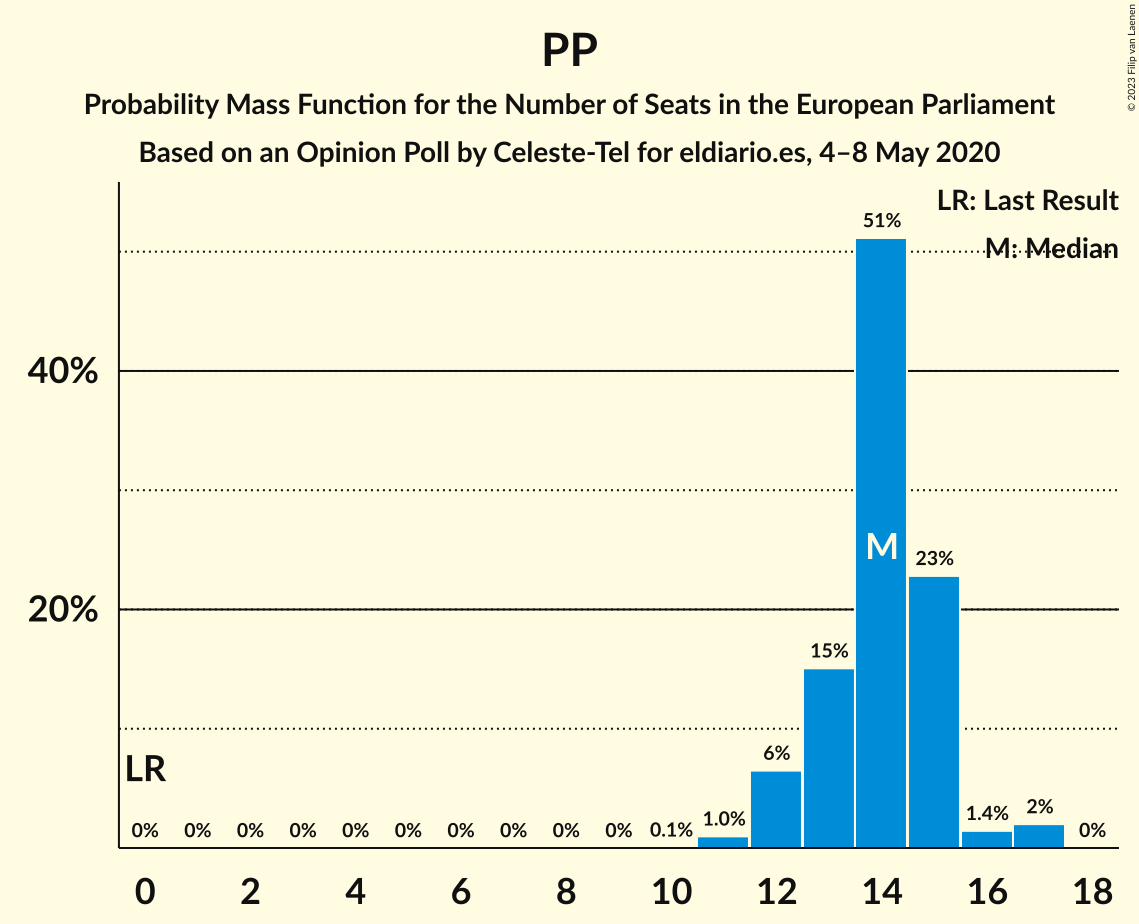 © 2023 Filip van Laenen
PP
Probability Mass Function for the Number of Seats in the European Parliament
Based on an Opinion Poll by Celeste-Tel for eldiario.es, 4–8 May 2020
LR: Last Result
M: Median
51%
40%
M
23%
20%
15%
LR
6%
0% 0% 0% 0% 0% 0% 0% 0% 0% 0% 0.1% 1.0% 1.4% 2% 0%
0 2 4 6 8 10 12 14 16 18